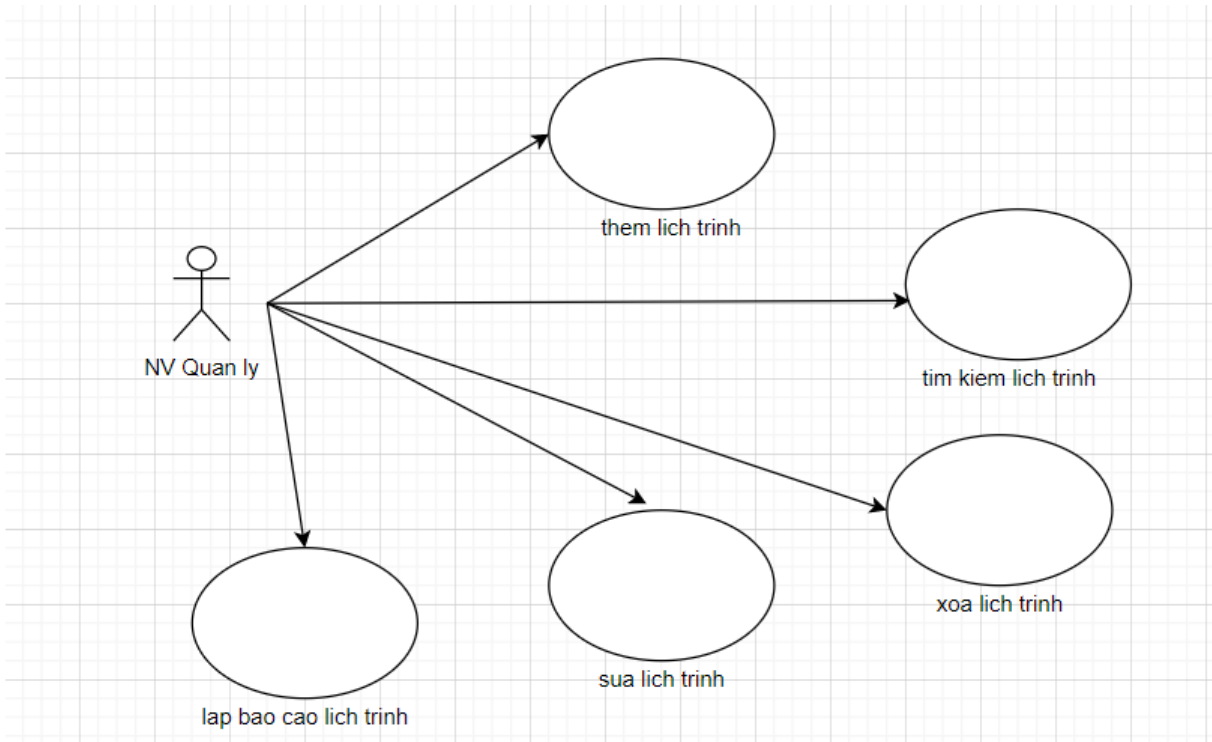 them lich trinh
NV Quan ly
tim kiem lich trinh
xoa lich trinh
sua lich trinh
lap bao cao lich trinh